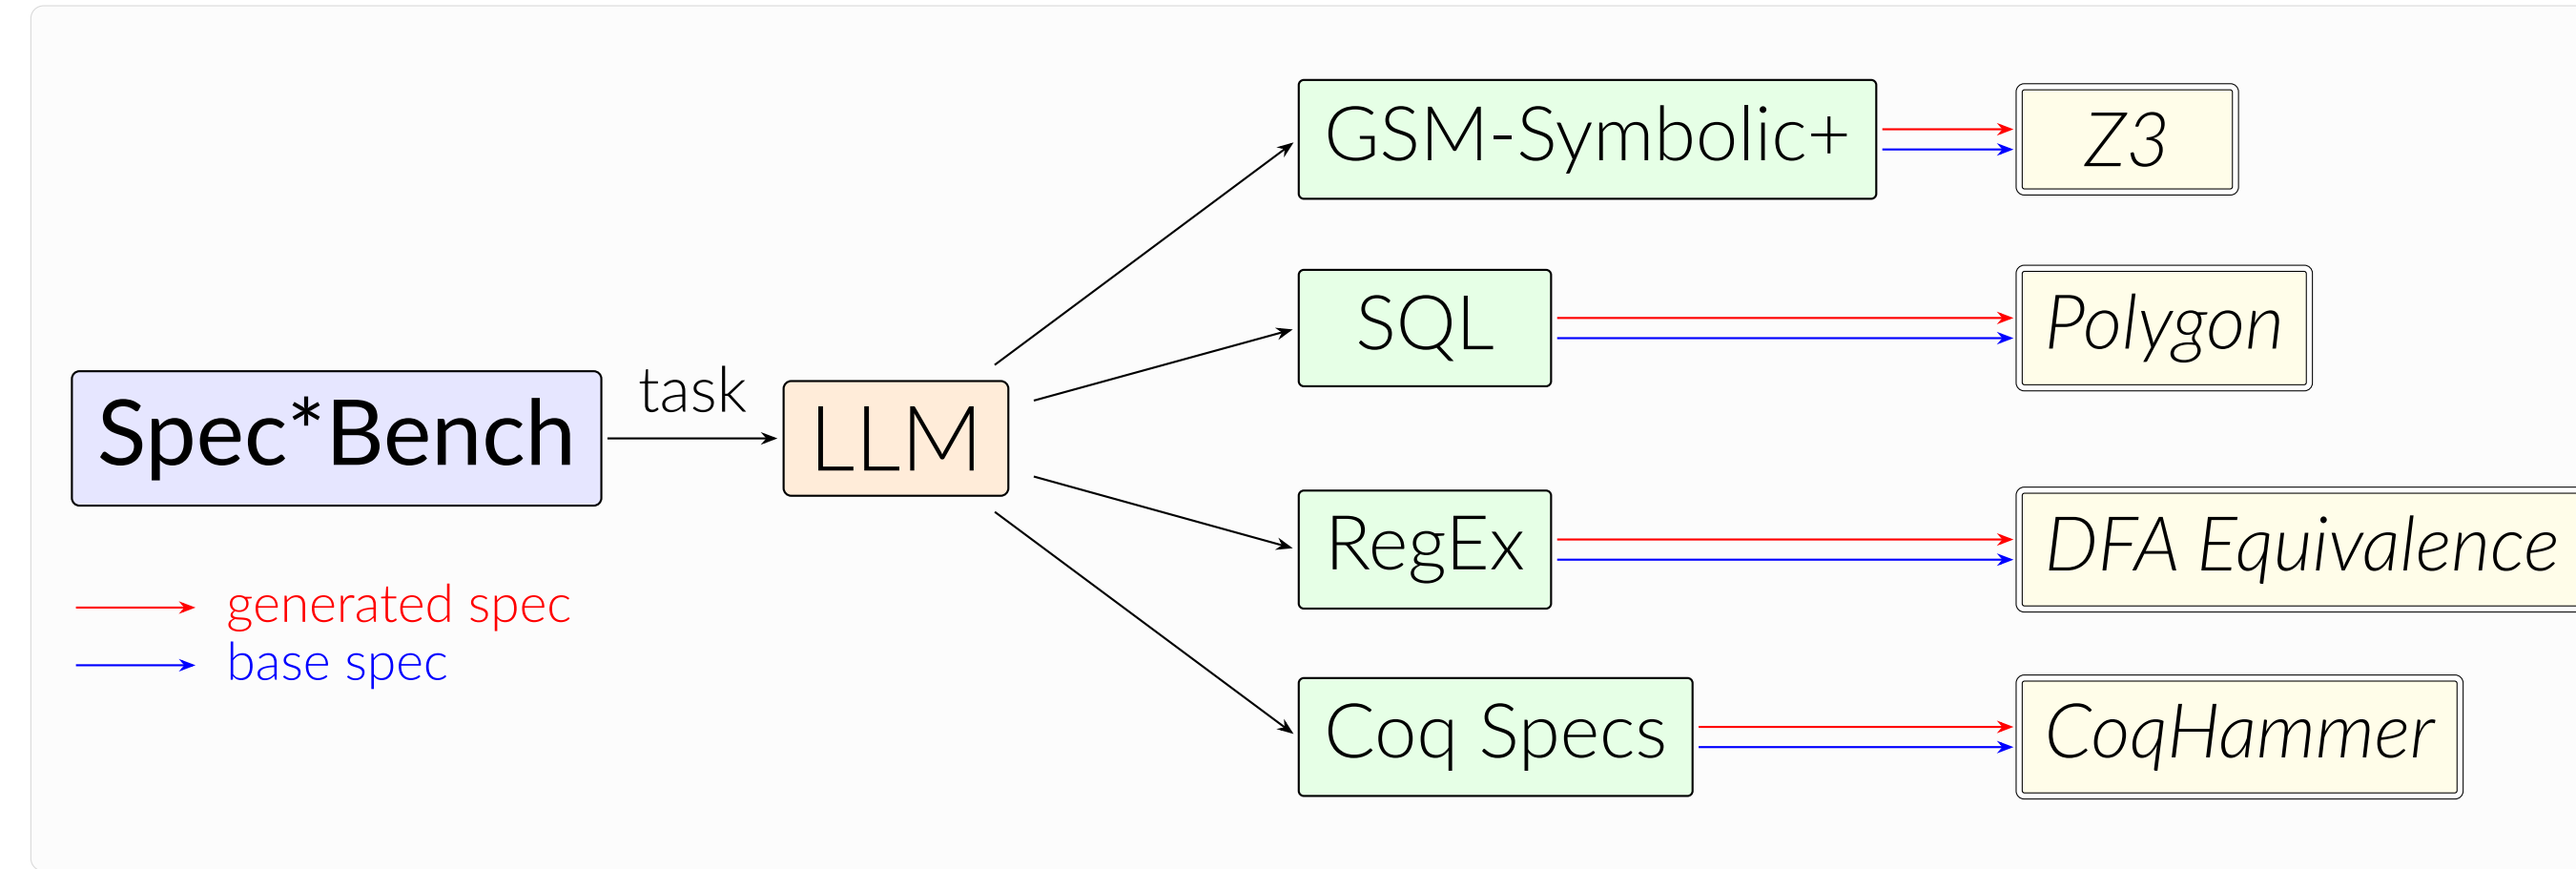 GSM-Symbolic+
Z3
SQL
Polygon
task
Spec*Bench
LLM
RegEx
DFA Equivalence
generated spec
base spec
Coq Specs
CoqHammer